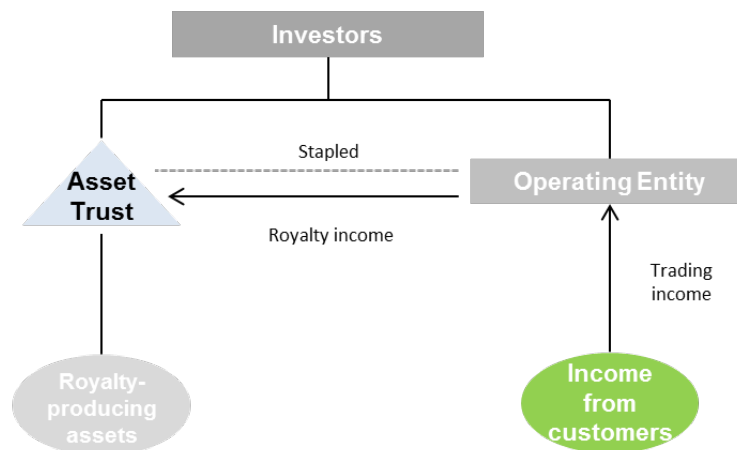 Investors
Stapled
Asset
Trust
Operating Entity
Royalty income
Trading
income
Royalty-
producing
assets
Income
from
customers